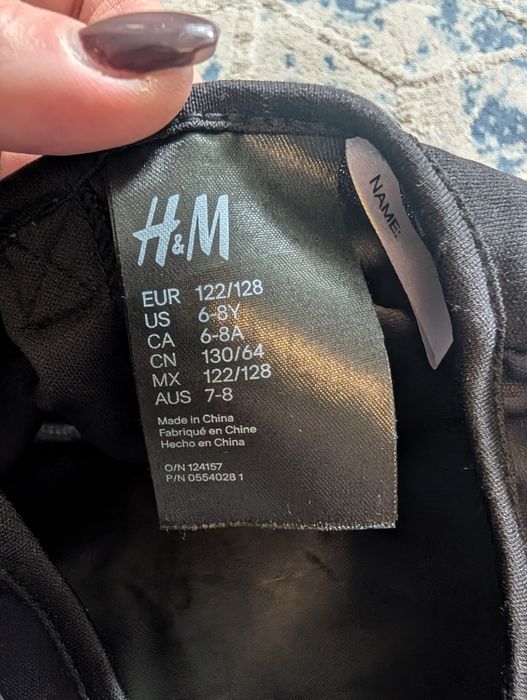 H&M
EUR 122/128
US 6-8Y
CA 6-8A
CN 130/64
MX 122/128
AUS 7-8
Made in China
Fabriqué en Chine
Hecho en China
O/N 124157
P/N 0554028 1
NAME: